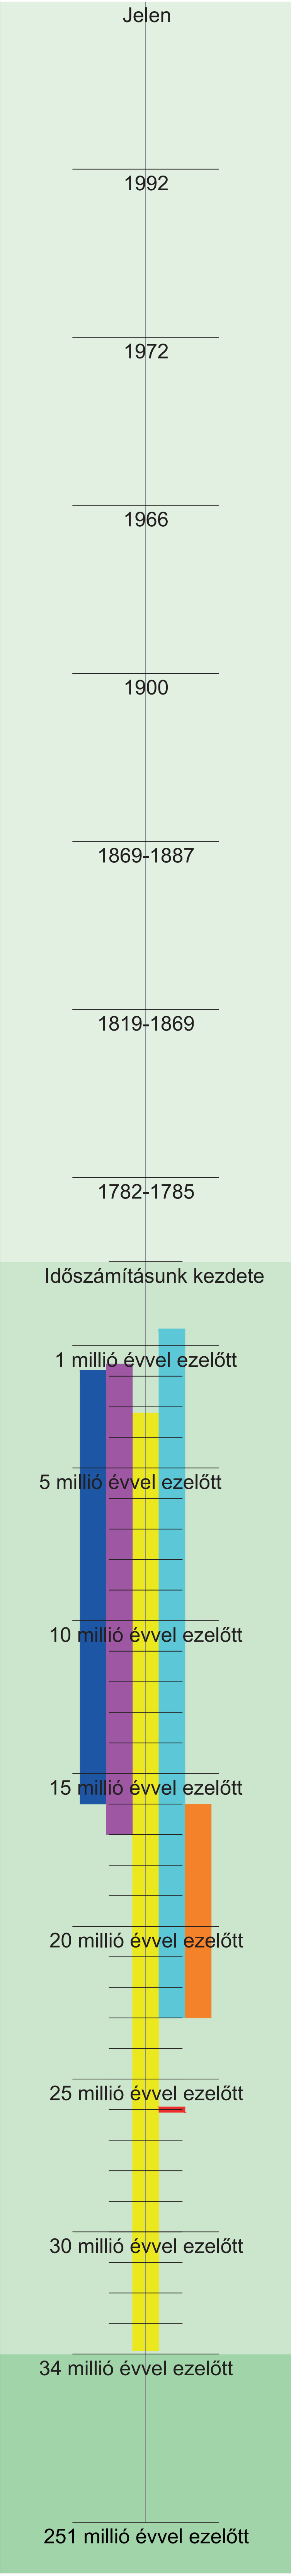 Jelen
1992
1972
1966
1900
1869-1887
1819-1869
1782-1785
Időszámításunk kezdete
1 millió évvel ezelőtt
5 millió évvel ezelőtt
10 millió évvel ezelőtt
15 millió évvel ezelőtt
20 millió évvel ezelőtt
25 millió évvel ezelőtt
30 millió évvel ezelőtt
34 millió évvel ezelőtt
251 millió évvel ezelőtt